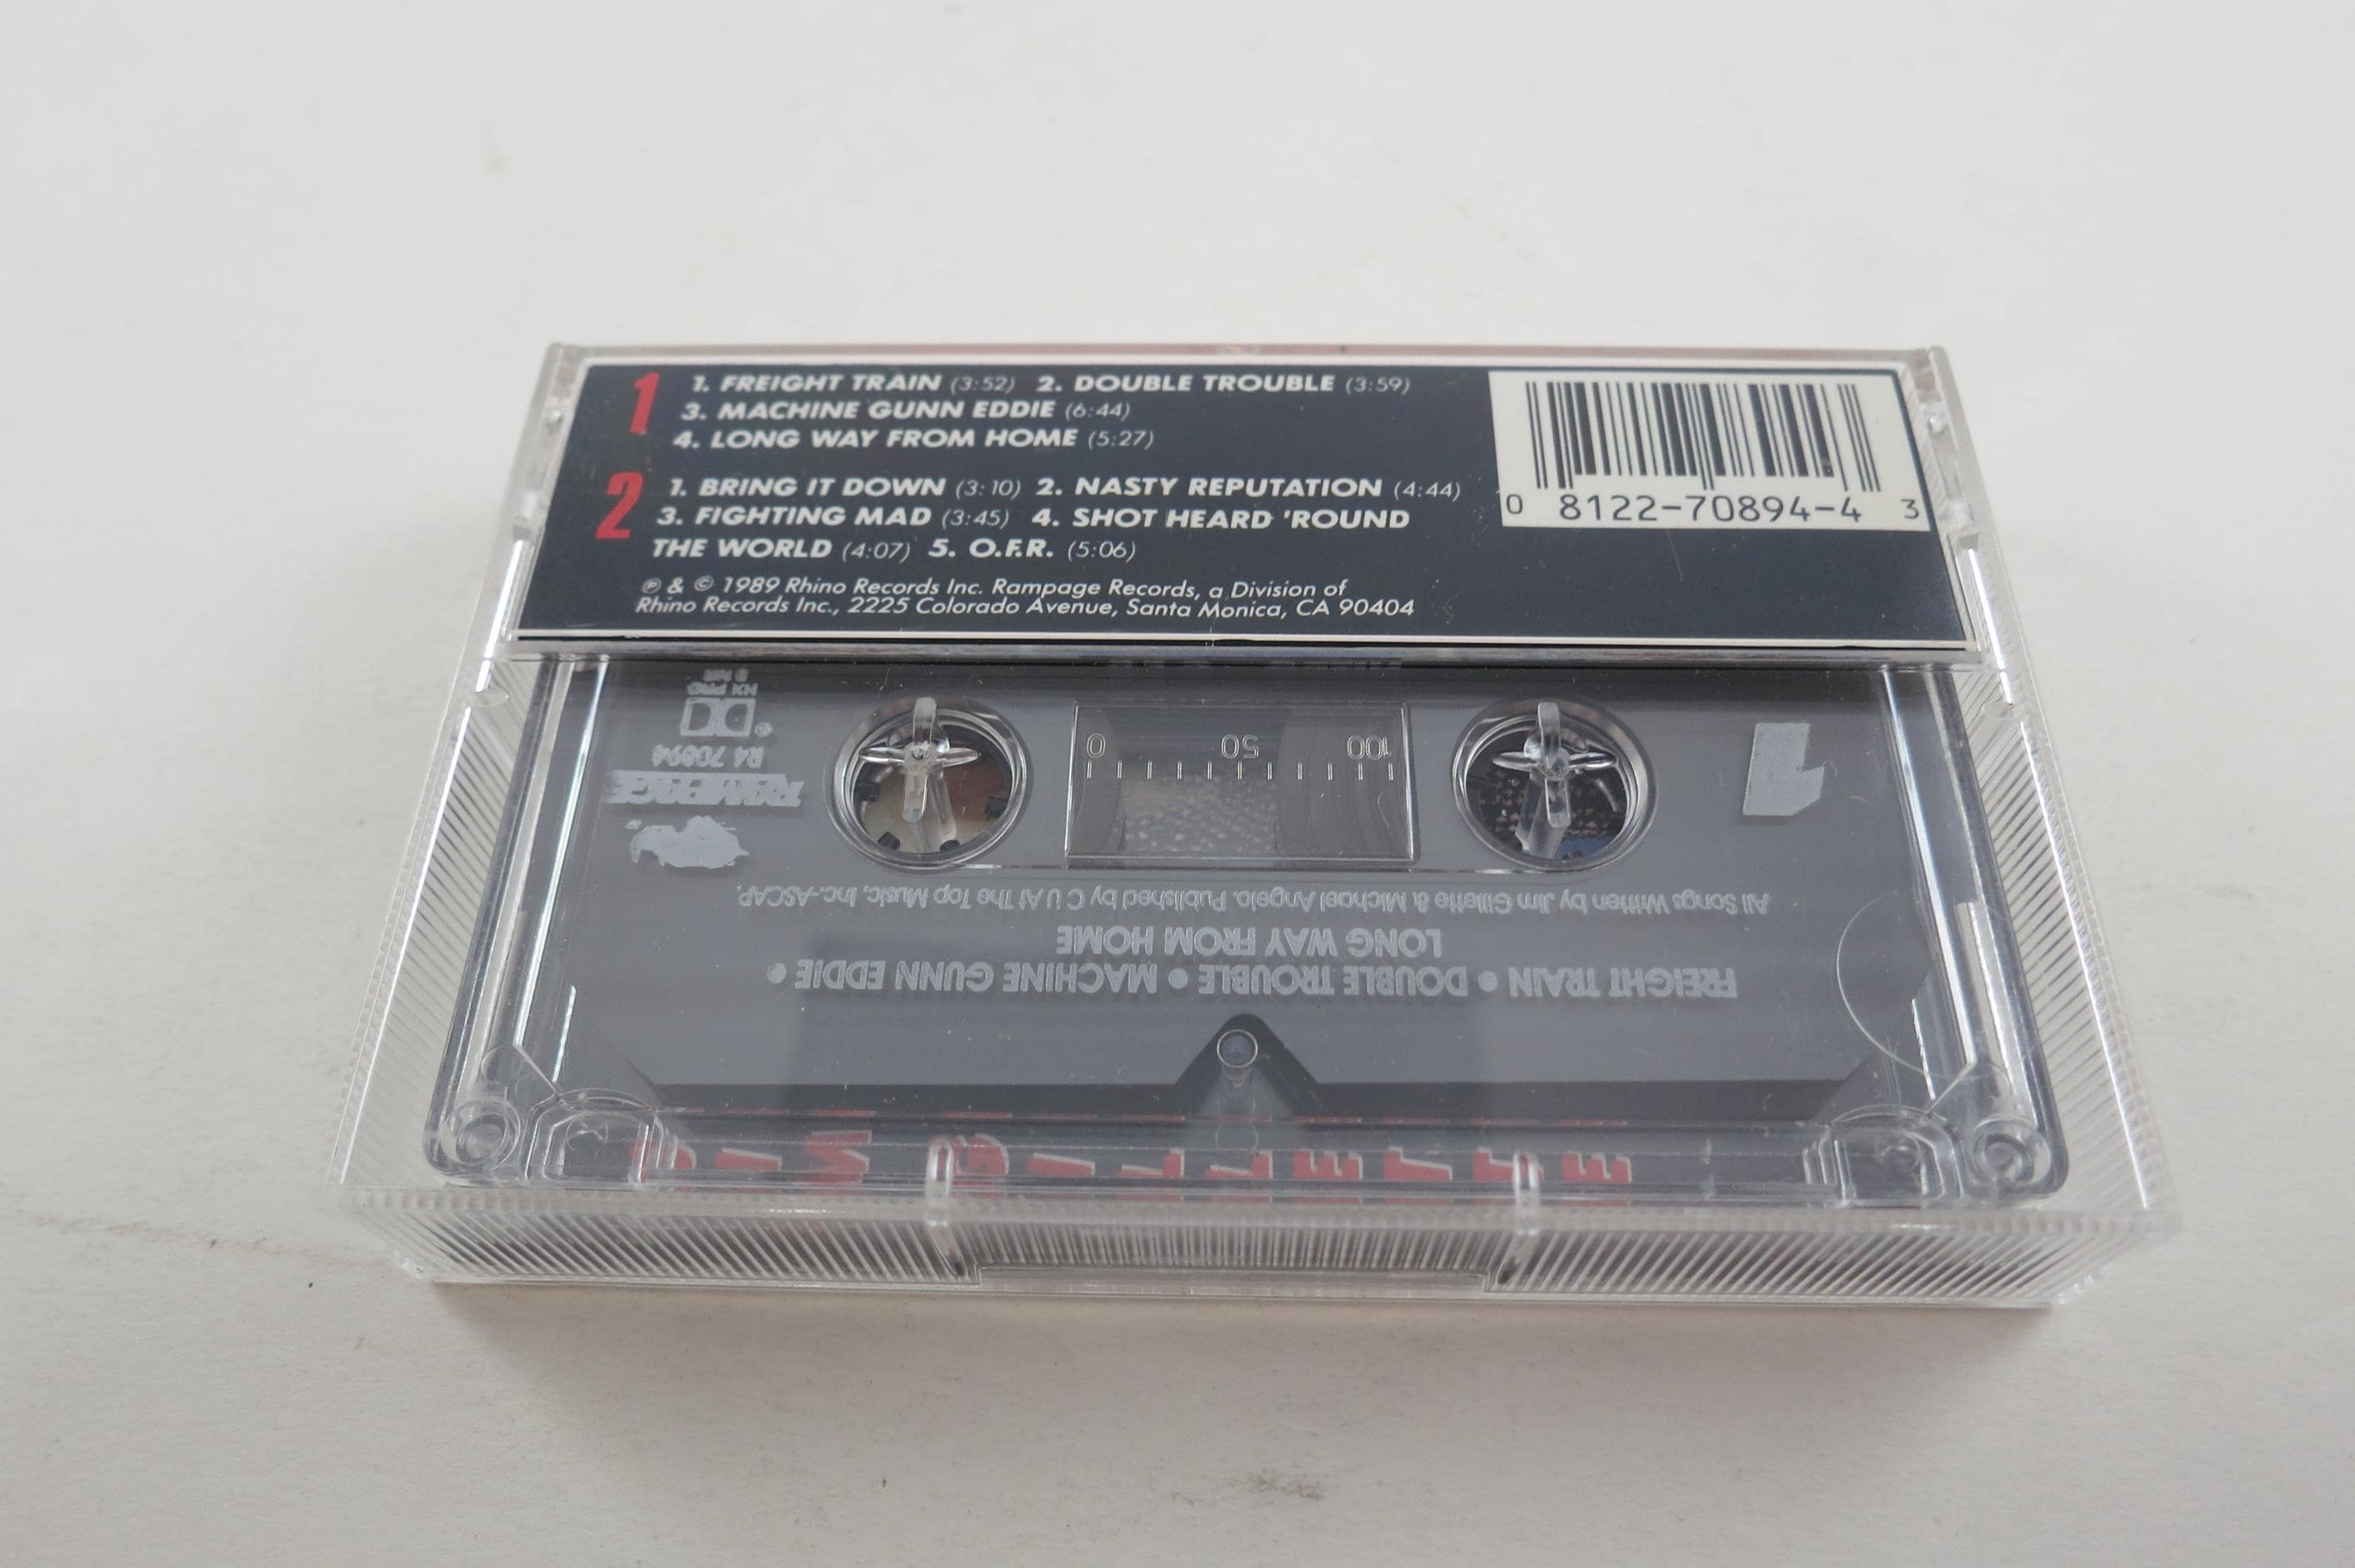 1
1. FREIGHT TRAIN (3:52) 2. DOUBLE TROUBLE (3:59)
3. MACHINE GUNN EDDIE (6:44)
4. LONG WAY FROM HOME (5:27)
2
1. BRING IT DOWN (3:10) 2. NASTY REPUTATION (4:44)
3. FIGHTING MAD (3:45) 4. SHOT HEARD 'ROUND
THE WORLD (4:07) 5. O.F.R. (5:06)
℗ & © 1989 Rhino Records Inc. Rampage Records, a Division of
Rhino Records Inc., 2225 Colorado Avenue, Santa Monica, CA 90404
0 8122-70894-4 3
JIM GILLETTE
FREIGHT TRAIN • DOUBLE TROUBLE • MACHINE GUNN EDDIE •
LONG WAY FROM HOME
All Songs Written by Jim Gillette & Michael Angelo. Published by C U At The Top Music, Inc.-ASCAP.
1
0 50 100
RAMPAGE
R4 70894
HX PRO
B NR